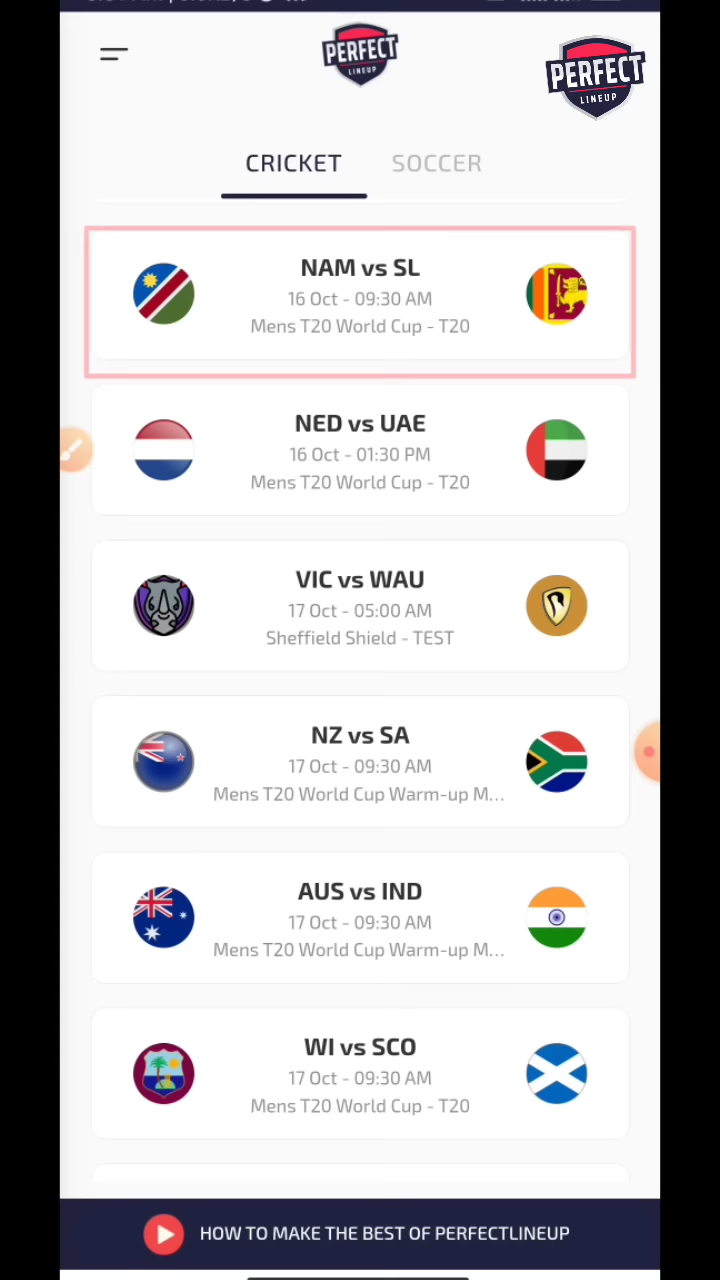 PERFECT
LINEUP
PERFECT
LINEUP
CRICKET
SOCCER
NAM vs SL
16 Oct - 09:30 AM
Mens T20 World Cup - T20
NED vs UAE
16 Oct - 01:30 PM
Mens T20 World Cup - T20
VIC vs WAU
17 Oct - 05:00 AM
Sheffield Shield - TEST
NZ vs SA
17 Oct - 09:30 AM
Mens T20 World Cup Warm-up M...
AUS vs IND
17 Oct - 09:30 AM
Mens T20 World Cup Warm-up M...
WI vs SCO
17 Oct - 09:30 AM
Mens T20 World Cup - T20
HOW TO MAKE THE BEST OF PERFECTLINEUP